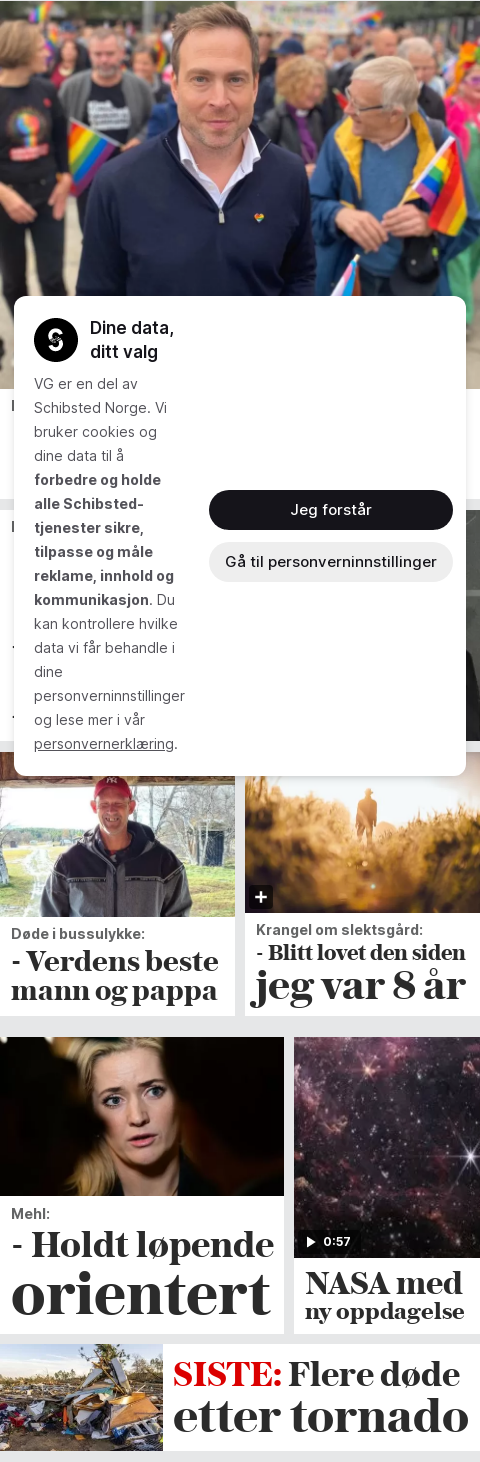 Dine data,
ditt valg
VG er en del av
Schibsted Norge. Vi
bruker cookies og
dine data til å
forbedre og holde
alle Schibsted-
tjenester sikre,
tilpasse og måle
reklame, innhold og
kommunikasjon. Du
kan kontrollere hvilke
data vi får behandle i
dine
personverninnstillinger
og lese mer i vår
personvernerklæring.
Jeg forstår
Gå til personverninnstillinger
Døde i bussulykke:
- Verdens beste
mann og pappa
Krangel om slektsgård:
- Blitt lovet den siden
jeg var 8 år
Mehl:
- Holdt løpende
orientert
0:57
NASA med
ny oppdagelse
SISTE: Flere døde
etter tornado